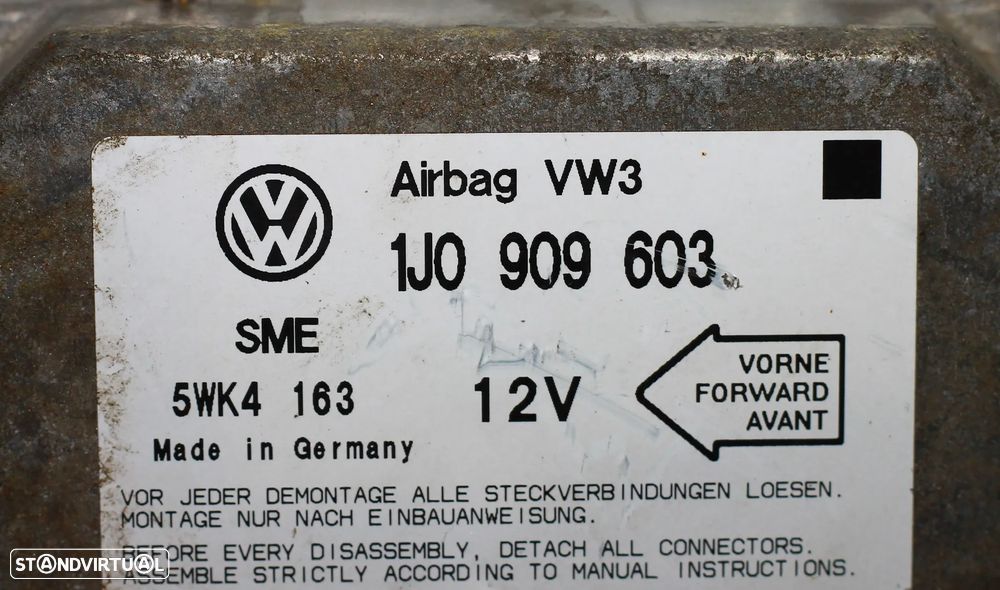 Airbag VW3
1J0 909 603
SME
5WK4 163
12V
VORNE
FORWARD
AVANT
Made in Germany
VOR JEDER DEMONTAGE ALLE STECKVERBINDUNGEN LOESEN.
MONTAGE NUR NACH EINBAUANWEISUNG.
BEFORE EVERY DISASSEMBLY, DETACH ALL CONNECTORS.
ASSEMBLE STRICTLY ACCORDING TO MANUAL INSTRUCTIONS.
STANDVIRTUAL